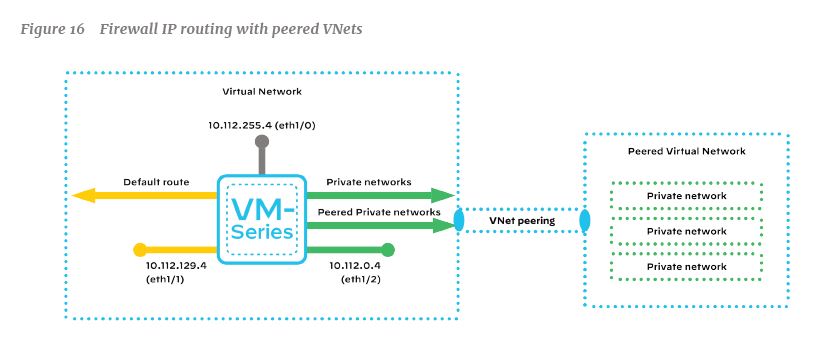 Figure 16 Firewall IP routing with peered VNets
Virtual Network
10.112.255.4 (eth1/0)
Peered Virtual Network
Default route
Private networks
Private network
VM-
Series
Peered Private networks
VNet peering
Private network
10.112.129.4
(eth1/1)
10.112.0.4
(eth1/2)
Private network